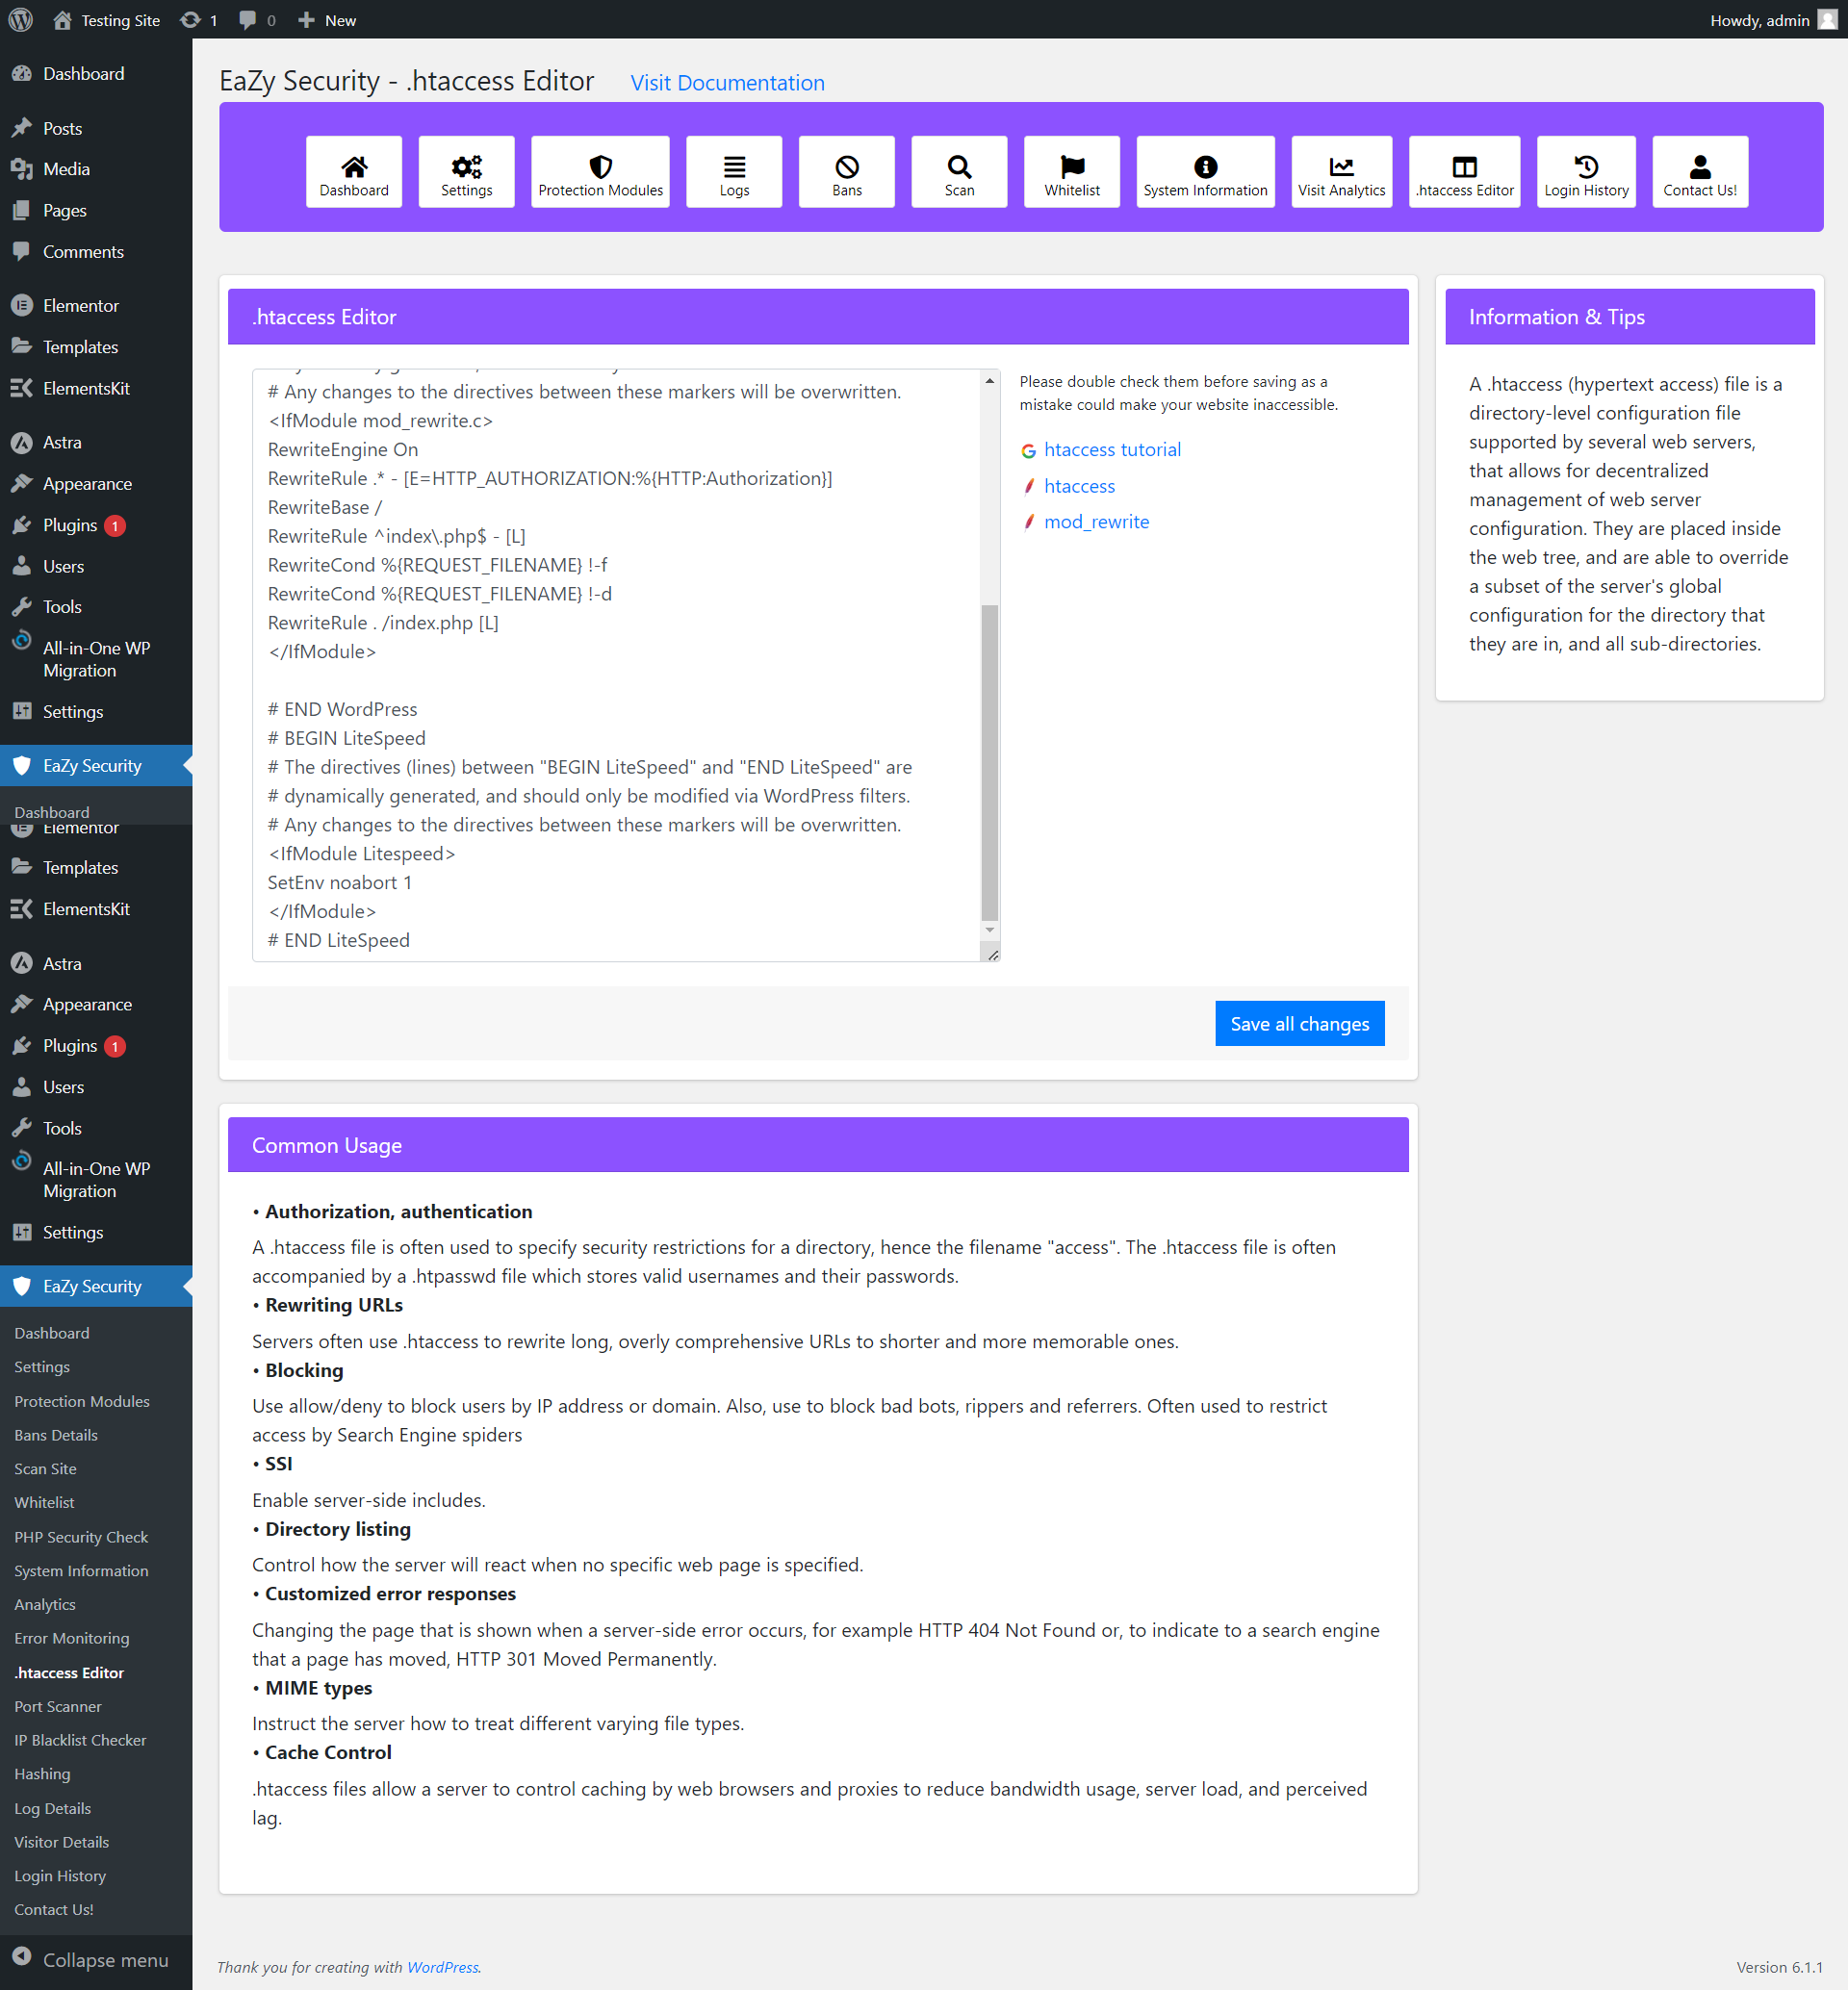 Testing Site
1
0
New
Howdy, admin
Dashboard
Posts
Media
Pages
Comments
Elementor
Templates
ElementsKit
Astra
Appearance
Plugins 1
Users
Tools
All-in-One WP
Migration
Settings
EaZy Security
Dashboard
Elementor
Templates
ElementsKit
Astra
Appearance
Plugins 1
Users
Tools
All-in-One WP
Migration
Settings
EaZy Security
Dashboard
Settings
Protection Modules
Bans Details
Scan Site
Whitelist
PHP Security Check
System Information
Analytics
Error Monitoring
.htaccess Editor
Port Scanner
IP Blacklist Checker
Hashing
Log Details
Visitor Details
Login History
Contact Us!
Collapse menu
EaZy Security - .htaccess Editor
Visit Documentation
Dashboard
Settings
Protection Modules
Logs
Bans
Scan
Whitelist
System Information
Visit Analytics
.htaccess Editor
Login History
Contact Us!
.htaccess Editor
# Any changes to the directives between these markers will be overwritten.
<IfModule mod_rewrite.c>
RewriteEngine On
RewriteRule .* - [E=HTTP_AUTHORIZATION:%{HTTP:Authorization}]
RewriteBase /
RewriteRule ^index\.php$ - [L]
RewriteCond %{REQUEST_FILENAME} !-f
RewriteCond %{REQUEST_FILENAME} !-d
RewriteRule . /index.php [L]
</IfModule>
# END WordPress
# BEGIN LiteSpeed
# The directives (lines) between "BEGIN LiteSpeed" and "END LiteSpeed" are
# dynamically generated, and should only be modified via WordPress filters.
# Any changes to the directives between these markers will be overwritten.
<IfModule Litespeed>
SetEnv noabort 1
</IfModule>
# END LiteSpeed
Please double check them before saving as a
mistake could make your website inaccessible.
htaccess tutorial
htaccess
mod_rewrite
Save all changes
Information & Tips
A .htaccess (hypertext access) file is a
directory-level configuration file
supported by several web servers,
that allows for decentralized
management of web server
configuration. They are placed inside
the web tree, and are able to override
a subset of the server's global
configuration for the directory that
they are in, and all sub-directories.
Common Usage
• Authorization, authentication
A .htaccess file is often used to specify security restrictions for a directory, hence the filename "access". The .htaccess file is often
accompanied by a .htpasswd file which stores valid usernames and their passwords.
• Rewriting URLs
Servers often use .htaccess to rewrite long, overly comprehensive URLs to shorter and more memorable ones.
• Blocking
Use allow/deny to block users by IP address or domain. Also, use to block bad bots, rippers and referrers. Often used to restrict
access by Search Engine spiders
• SSI
Enable server-side includes.
• Directory listing
Control how the server will react when no specific web page is specified.
• Customized error responses
Changing the page that is shown when a server-side error occurs, for example HTTP 404 Not Found or, to indicate to a search engine
that a page has moved, HTTP 301 Moved Permanently.
• MIME types
Instruct the server how to treat different varying file types.
• Cache Control
.htaccess files allow a server to control caching by web browsers and proxies to reduce bandwidth usage, server load, and perceived
lag.
Thank you for creating with WordPress.
Version 6.1.1